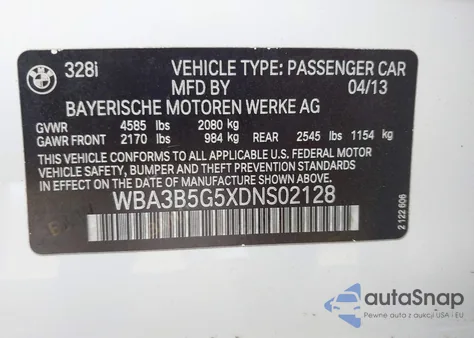 328i VEHICLE TYPE: PASSENGER CAR
MFD BY 04/13
BAYERISCHE MOTOREN WERKE AG
GVWR 4585 lbs 2080 kg
GAWR FRONT 2170 lbs 984 kg REAR 2545 lbs 1154 kg
THIS VEHICLE CONFORMS TO ALL APPLICABLE U.S. FEDERAL MOTOR
VEHICLE SAFETY, BUMPER AND THEFT PREVENTION STANDARDS
IN EFFECT ON THE DATE OF MANUFACTURE SHOWN ABOVE.
WBA3B5G5XDNS02128
2 122 606
autoSnap
Pewne auta z USA i EU